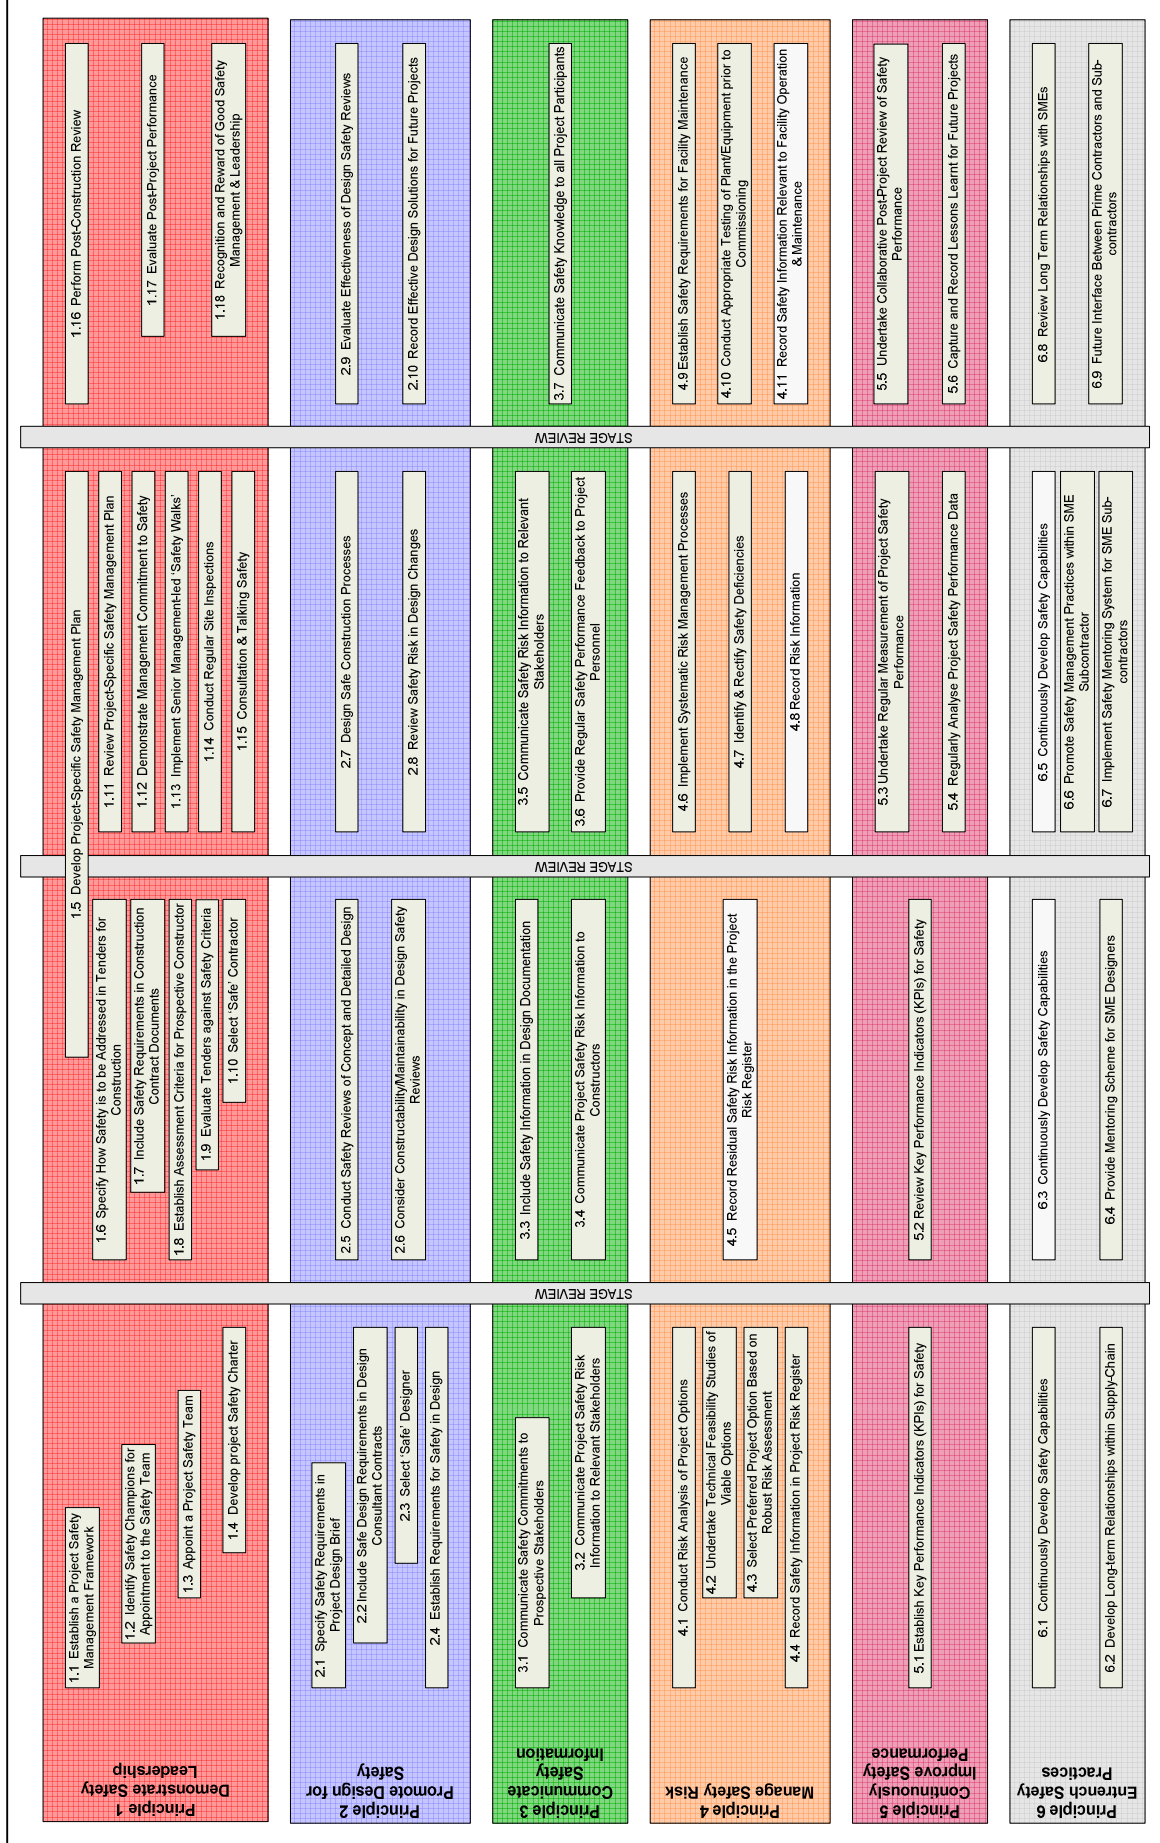 Principle 1
Demonstrate Safety
Leadership
1.1 Establish a Project Safety
Management Framework
1.2 Identify Safety Champions for
Appointment to the Safety Team
1.3 Appoint a Project Safety Team
1.4 Develop project Safety Charter
1.5 Develop Project-Specific Safety Management Plan
1.6 Specify How Safety is to be Addressed in Tenders for
Construction
1.7 Include Safety Requirements in Construction
Contract Documents
1.8 Establish Assessment Criteria for Prospective Constructor
1.9 Evaluate Tenders against Safety Criteria
1.10 Select ‘Safe’ Contractor
1.11 Review Project-Specific Safety Management Plan
1.12 Demonstrate Management Commitment to Safety
1.13 Implement Senior Management-led ‘Safety Walks’
1.14 Conduct Regular Site Inspections
1.15 Consultation & Talking Safety
1.16 Perform Post-Construction Review
1.17 Evaluate Post-Project Performance
1.18 Recognition and Reward of Good Safety
Management & Leadership
Principle 2
Promote Design for
Safety
2.1 Specify Safety Requirements in
Project Design Brief
2.2 Include Safe Design Requirements in Design
Consultant Contracts
2.3 Select ‘Safe’ Designer
2.4 Establish Requirements for Safety in Design
2.5 Conduct Safety Reviews of Concept and Detailed Design
2.6 Consider Constructability/Maintainability in Design Safety
Reviews
2.7 Design Safe Construction Processes
2.8 Review Safety Risk in Design Changes
2.9 Evaluate Effectiveness of Design Safety Reviews
2.10 Record Effective Design Solutions for Future Projects
Principle 3
Communicate
Safety
Information
3.1 Communicate Safety Commitments to
Prospective Stakeholders
3.2 Communicate Project Safety Risk
Information to Relevant Stakeholders
STAGE REVIEW
3.3 Include Safety Information in Design Documentation
3.4 Communicate Project Safety Risk Information to
Constructors
STAGE REVIEW
3.5 Communicate Safety Risk Information to Relevant
Stakeholders
3.6 Provide Regular Safety Performance Feedback to Project
Personnel
STAGE REVIEW
3.7 Communicate Safety Knowledge to all Project Participants
Principle 4
Manage Safety Risk
4.1 Conduct Risk Analysis of Project Options
4.2 Undertake Technical Feasibility Studies of
Viable Options
4.3 Select Preferred Project Option Based on
Robust Risk Assessment
4.4 Record Safety Information in Project Risk Register
4.5 Record Residual Safety Risk Information in the Project
Risk Register
4.6 Implement Systematic Risk Management Processes
4.7 Identify & Rectify Safety Deficiencies
4.8 Record Risk Information
4.9 Establish Safety Requirements for Facility Maintenance
4.10 Conduct Appropriate Testing of Plant/Equipment prior to
Commissioning
4.11 Record Safety Information Relevant to Facility Operation
& Maintenance
Principle 5
Continuously
Improve Safety
Performance
5.1 Establish Key Performance Indicators (KPIs) for Safety
5.2 Review Key Performance Indicators (KPIs) for Safety
5.3 Undertake Regular Measurement of Project Safety
Performance
5.4 Regularly Analyse Project Safety Performance Data
5.5 Undertake Collaborative Post-Project Review of Safety
Performance
5.6 Capture and Record Lessons Learnt for Future Projects
Principle 6
Entrench Safety
Practices
6.1 Continuously Develop Safety Capabilities
6.2 Develop Long-term Relationships within Supply-Chain
6.3 Continuously Develop Safety Capabilities
6.4 Provide Mentoring Scheme for SME Designers
6.5 Continuously Develop Safety Capabilities
6.6 Promote Safety Management Practices within SME
Subcontractor
6.7 Implement Safety Mentoring System for SME Sub-
contractors
6.8 Review Long Term Relationships with SMEs
6.9 Future Interface Between Prime Contractors and Sub-
contractors